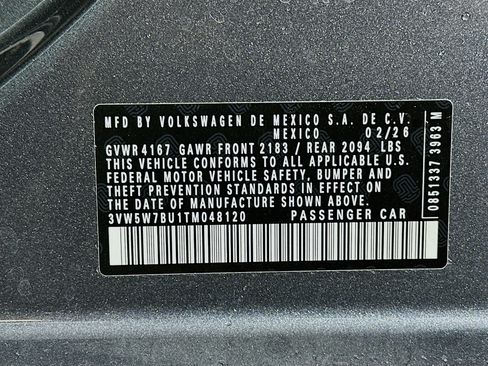 MFD BY VOLKSWAGEN DE MEXICO S.A. DE C.V.
MEXICO 02/26
GVWR 4167 GAWR FRONT 2183 / REAR 2094 LBS
THIS VEHICLE CONFORMS TO ALL APPLICABLE U.S.
FEDERAL MOTOR VEHICLE SAFETY, BUMPER AND
THEFT PREVENTION STANDARDS IN EFFECT ON
THE DATE OF MANUFACTURE SHOWN ABOVE.
3VW5W7BU1TM048120 PASSENGER CAR
0851337 3963 M